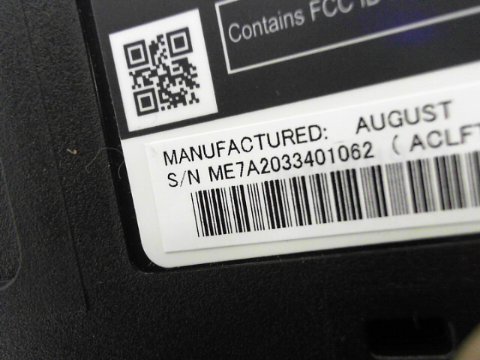 Contains FCC ID
MANUFACTURED: AUGUST
S/N ME7A2033401062 ( ACLFT